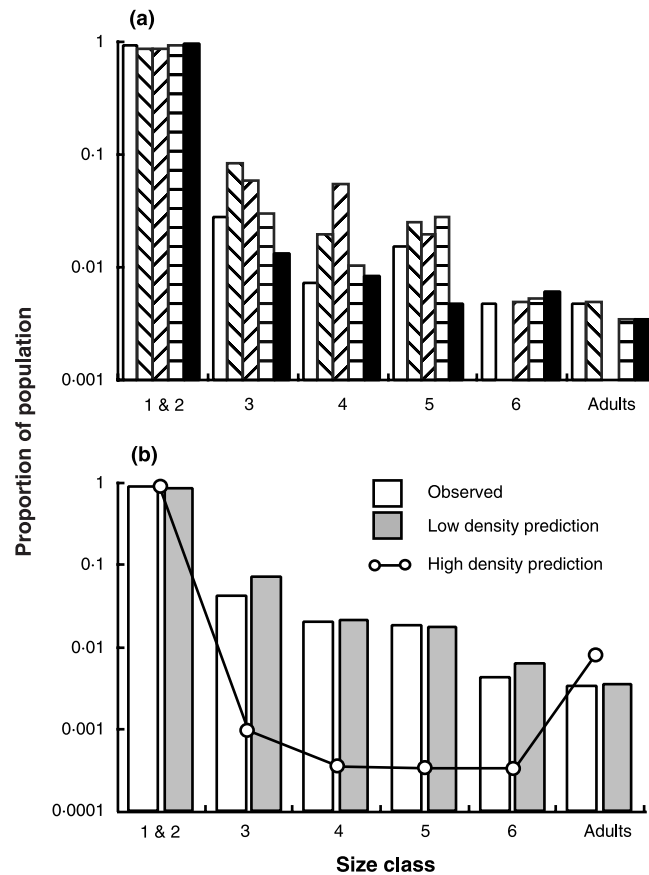 (a)
1
0·1
0·01
0·001
1 & 2 3 4 5 6 Adults
Proportion of population
(b)
1
0·1
0·01
0·001
0·0001
Observed
Low density prediction
High density prediction
1 & 2 3 4 5 6 Adults
Size class